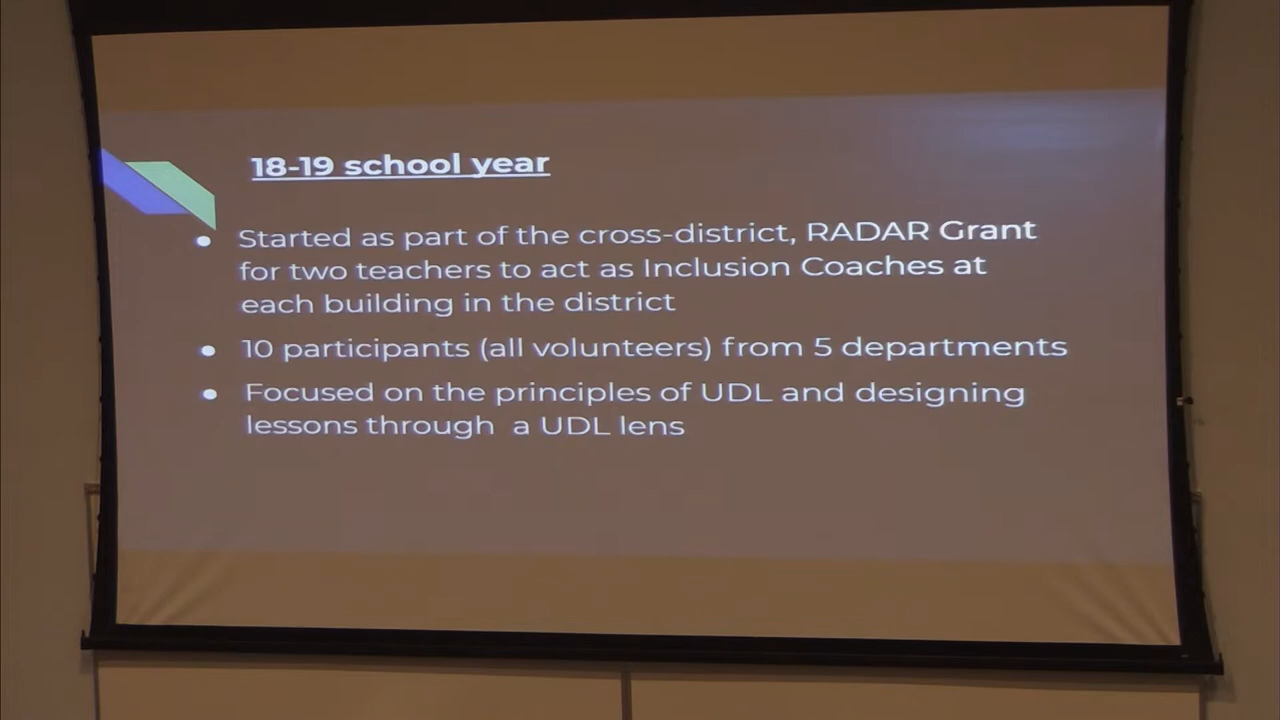 18-19 school year
● Started as part of the cross-district, RADAR Grant
for two teachers to act as Inclusion Coaches at
each building in the district
● 10 participants (all volunteers) from 5 departments
● Focused on the principles of UDL and designing
lessons through a UDL lens